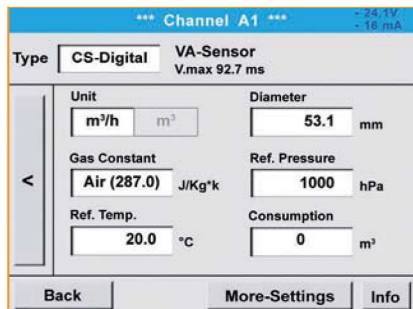 *** Channel A1 ***
- 24,1V
- 16 mA
Type CS-Digital VA-Sensor
V.max 92.7 ms
Unit Diameter
m³/h m³ 53.1 mm
Gas Constant Ref. Pressure
< Air (287.0) J/Kg*k 1000 hPa
Ref. Temp. Consumption
20.0 °C 0 m³
Back More-Settings Info